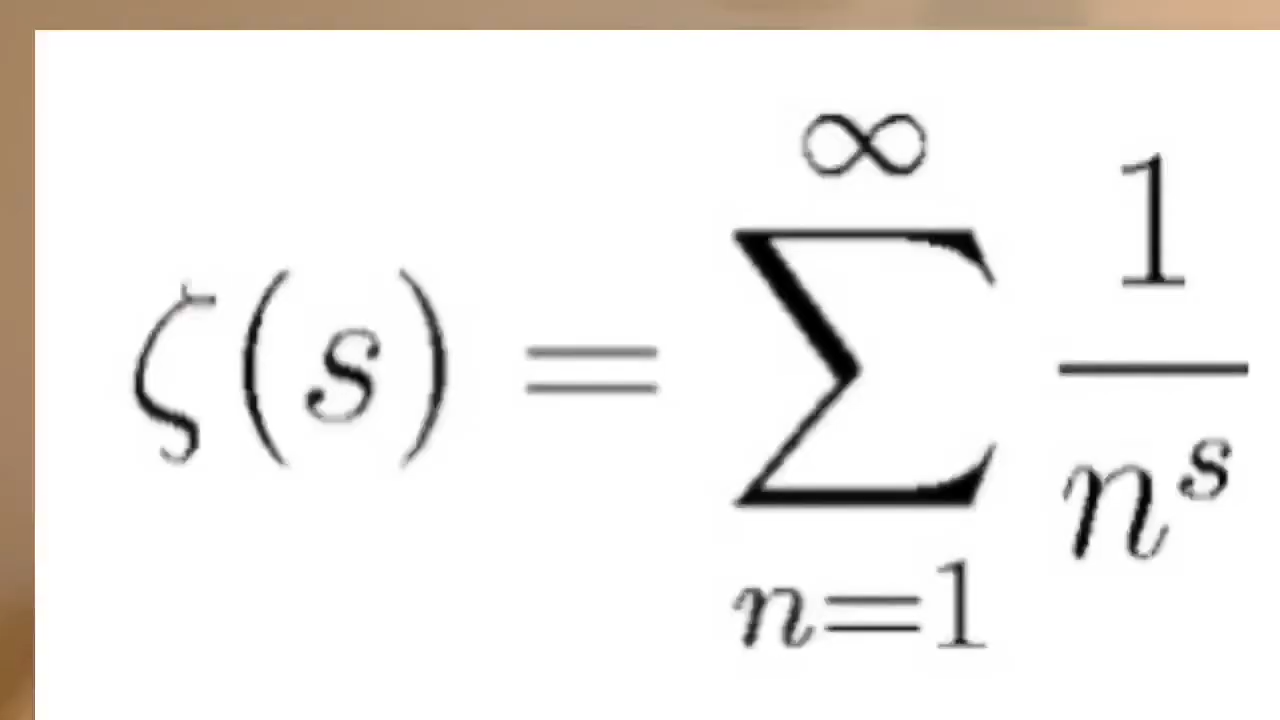 ζ(s) = ∑_{n=1}^{∞} 1/n^s